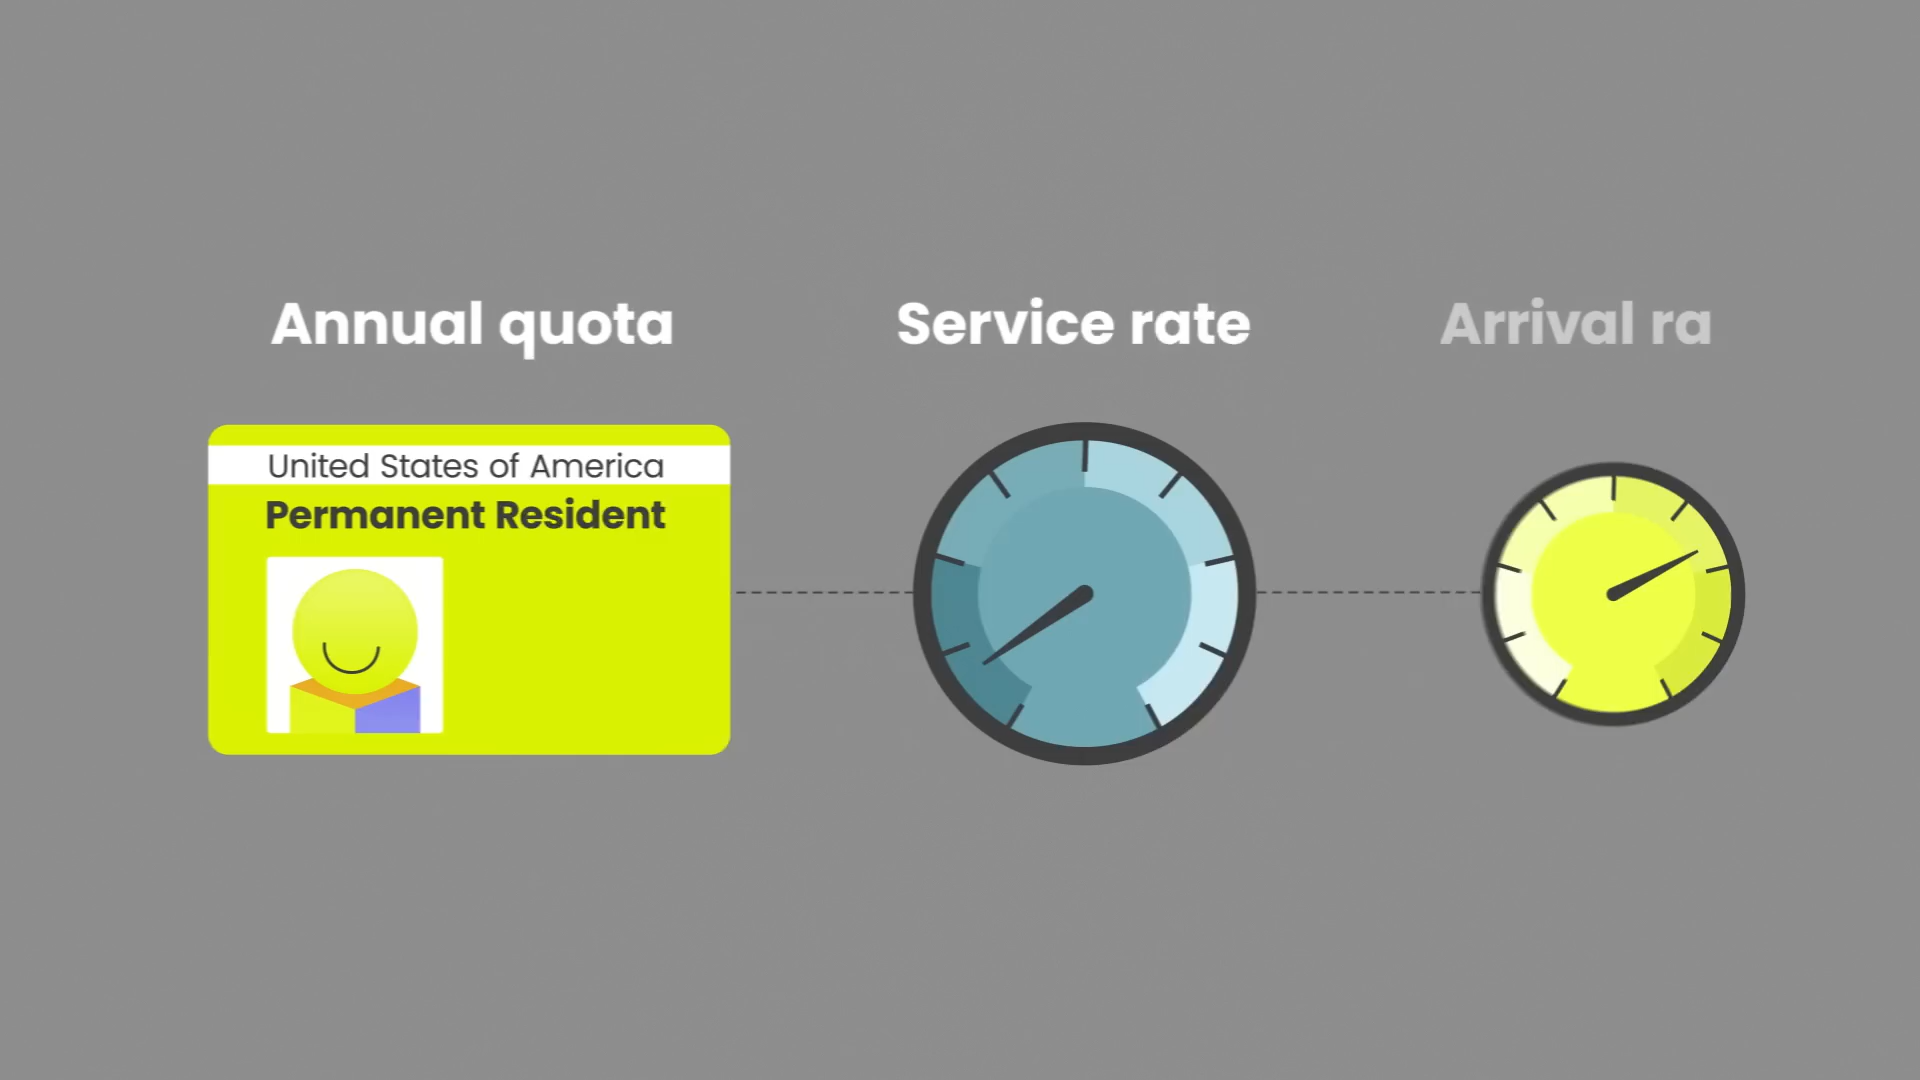 Annual quota
Service rate
Arrival ra
United States of America
Permanent Resident